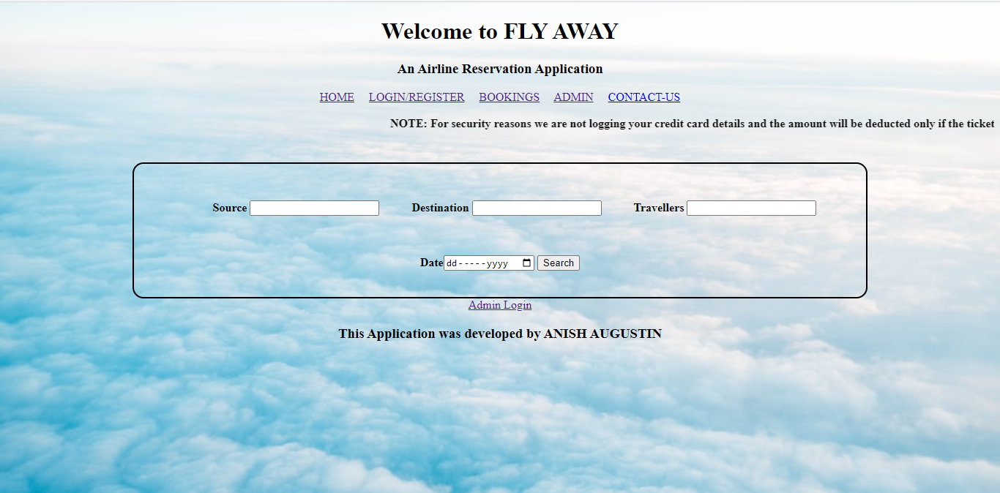 Welcome to FLY AWAY
An Airline Reservation Application
HOME LOGIN/REGISTER BOOKINGS ADMIN CONTACT-US
NOTE: For security reasons we are not logging your credit card details and the amount will be deducted only if the ticket
Source Destination Travellers
Date dd-----yyyy Search
Admin Login
This Application was developed by ANISH AUGUSTIN